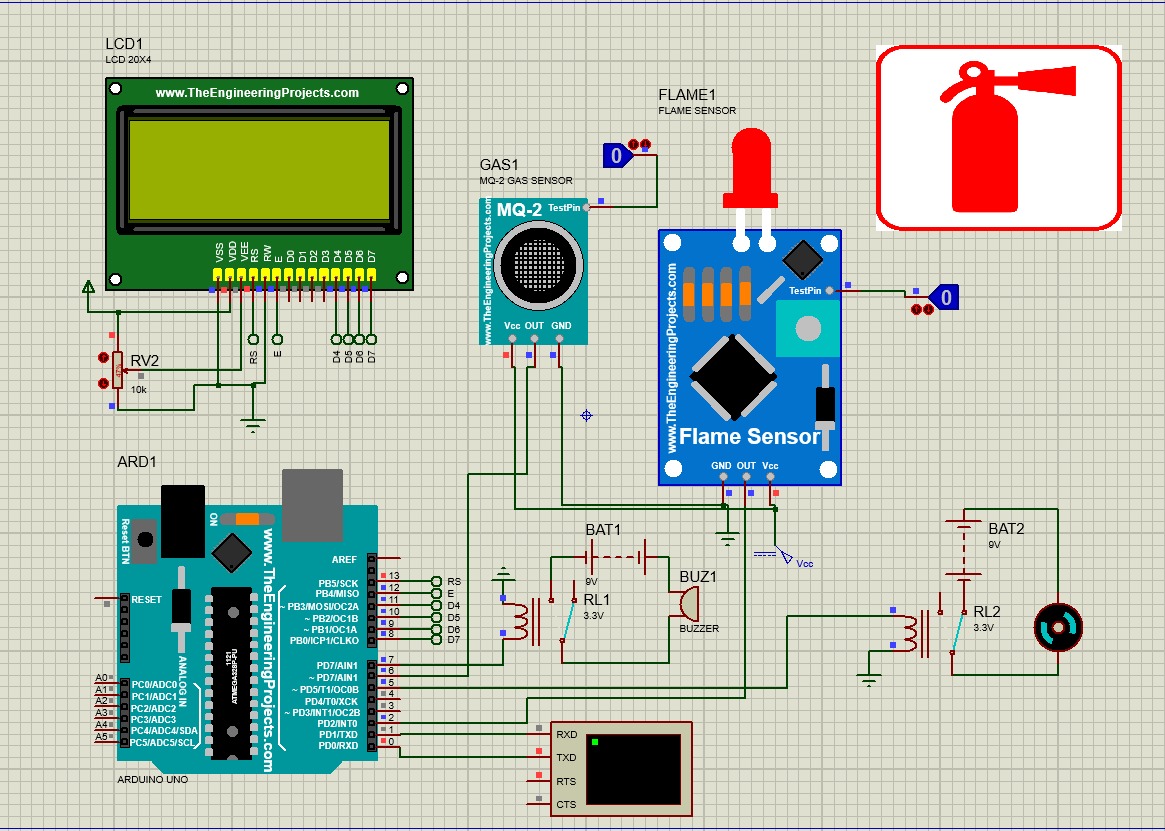 LCD1
LCD 20X4
www.TheEngineeringProjects.com
VSS
VDD
VEE
RS
RW
E
D0
D1
D2
D3
D4
D5
D6
D7
RS
E
D4
D5
D6
D7
RV2
10k
47%
GAS1
MQ-2 GAS SENSOR
MQ-2
TestPin
www.TheEngineeringProjects.com
Vcc OUT GND
0
FLAME1
FLAME SENSOR
TestPin
0
www.TheEngineeringProjects.com
Flame Sensor
GND OUT Vcc
Vcc
ARD1
Reset BTN
ON
www.TheEngineeringProjects.com
RESET
ANALOG IN
1121
ATMEGA328P-PU
AREF
PB5/SCK 13 RS
PB4/MISO 12 E
~ PB3/MOSI/OC2A 11 D4
~ PB2/OC1B 10 D5
~ PB1/OC1A 9 D6
PB0/ICP1/CLKO 8 D7
PD7/AIN1 7
~ PD7/AIN1 6
~ PD5/T1/OC0B 5
PD4/T0/XCK 4
~ PD3/INT1/OC2B 3
PD2/INT0 2
PD1/TXD 1
PD0/RXD 0
A0 PC0/ADC0
A1 PC1/ADC1
A2 PC2/ADC2
A3 PC3/ADC3
A4 PC4/ADC4/SDA
A5 PC5/ADC5/SCL
ARDUINO UNO
BAT1
9V
RL1
3.3V
BUZ1
BUZZER
BAT2
9V
RL2
3.3V
RXD
TXD
RTS
CTS